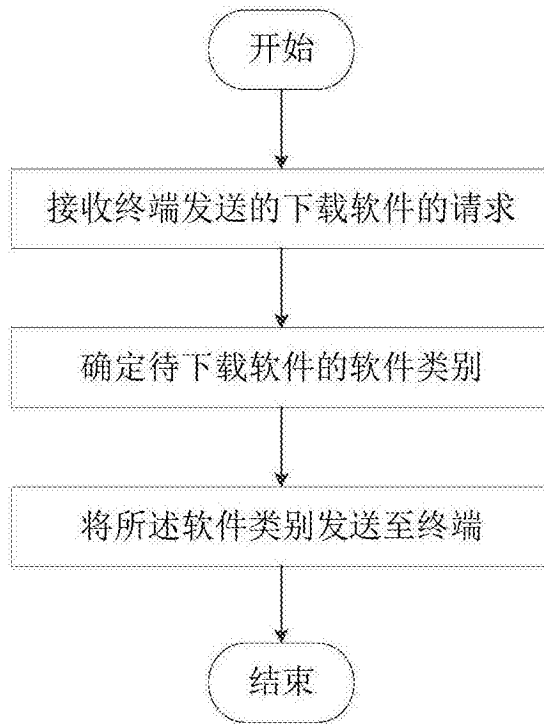 开始
接收终端发送的下载软件的请求
确定待下载软件的软件类别
将所述软件类别发送至终端
结束